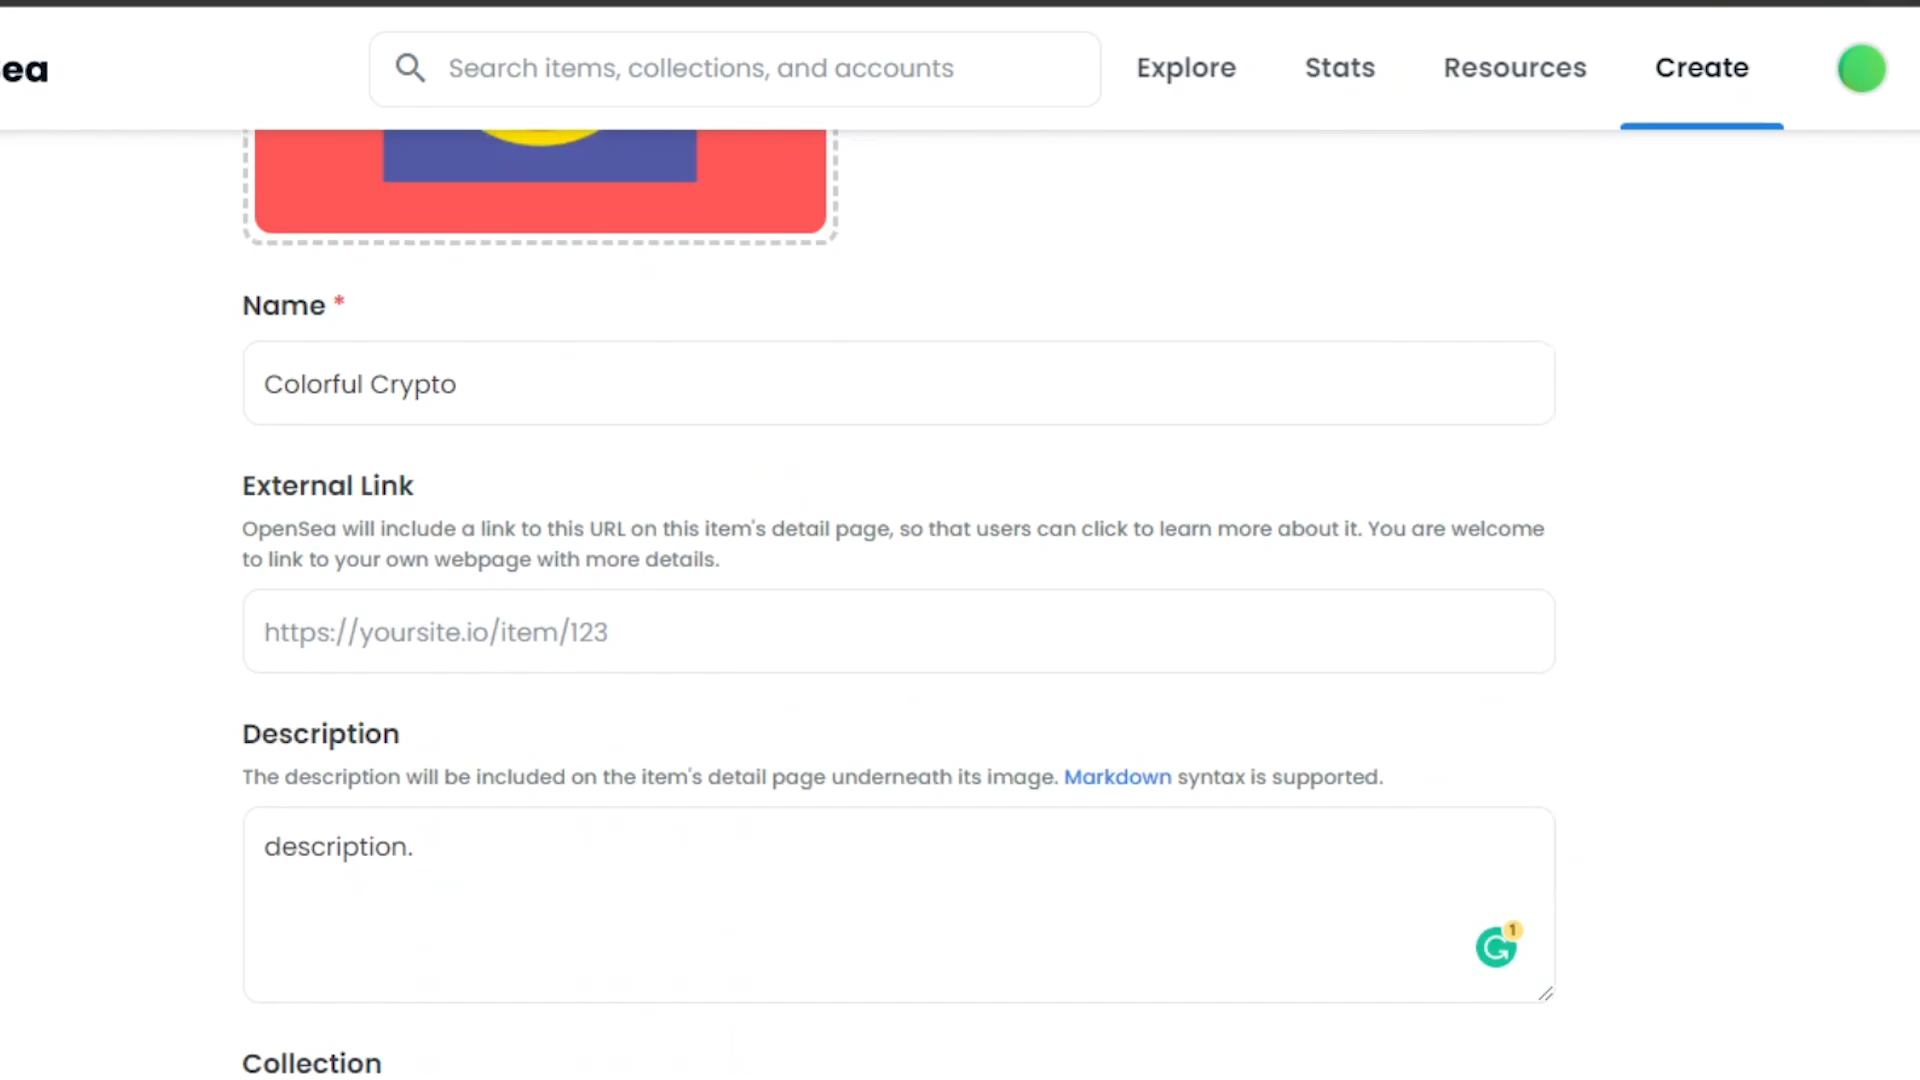 ea
Search items, collections, and accounts
Explore
Stats
Resources
Create
Name *
Colorful Crypto
External Link
OpenSea will include a link to this URL on this item's detail page, so that users can click to learn more about it. You are welcome
to link to your own webpage with more details.
https://yoursite.io/item/123
Description
The description will be included on the item's detail page underneath its image. Markdown syntax is supported.
description.
1
Collection